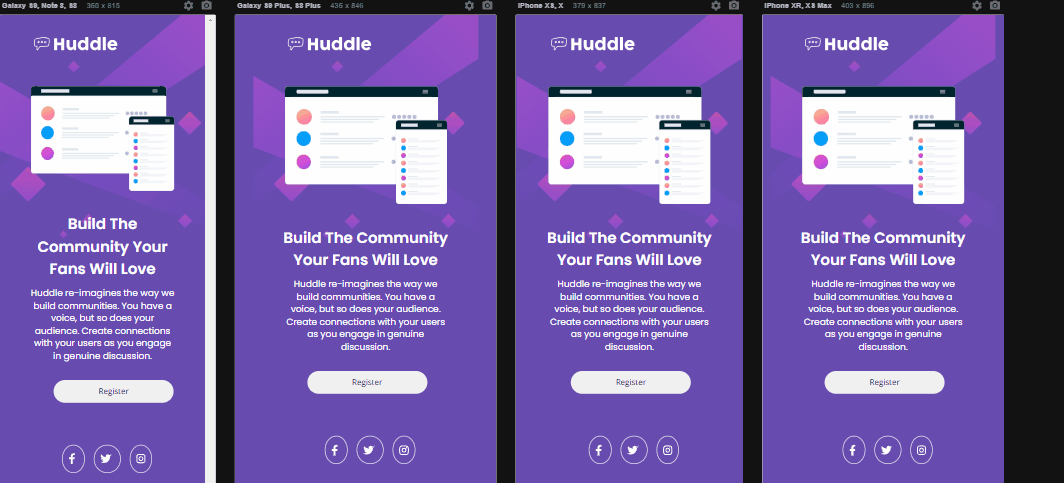 Galaxy S9, Note 8, S8 360 x 815
Huddle
Build The
Community Your
Fans Will Love
Huddle re-imagines the way we
build communities. You have a
voice, but so does your
audience. Create connections
with your users as you engage
in genuine discussion.
Register
Galaxy S9 Plus, S8 Plus 436 x 846
Huddle
Build The Community
Your Fans Will Love
Huddle re-imagines the way we
build communities. You have a
voice, but so does your audience.
Create connections with your users
as you engage in genuine
discussion.
Register
iPhone XS, X 379 x 837
Huddle
Build The Community
Your Fans Will Love
Huddle re-imagines the way we
build communities. You have a
voice, but so does your audience.
Create connections with your users
as you engage in genuine
discussion.
Register
iPhone XR, XS Max 403 x 896
Huddle
Build The Community
Your Fans Will Love
Huddle re-imagines the way we
build communities. You have a
voice, but so does your audience.
Create connections with your users
as you engage in genuine
discussion.
Register